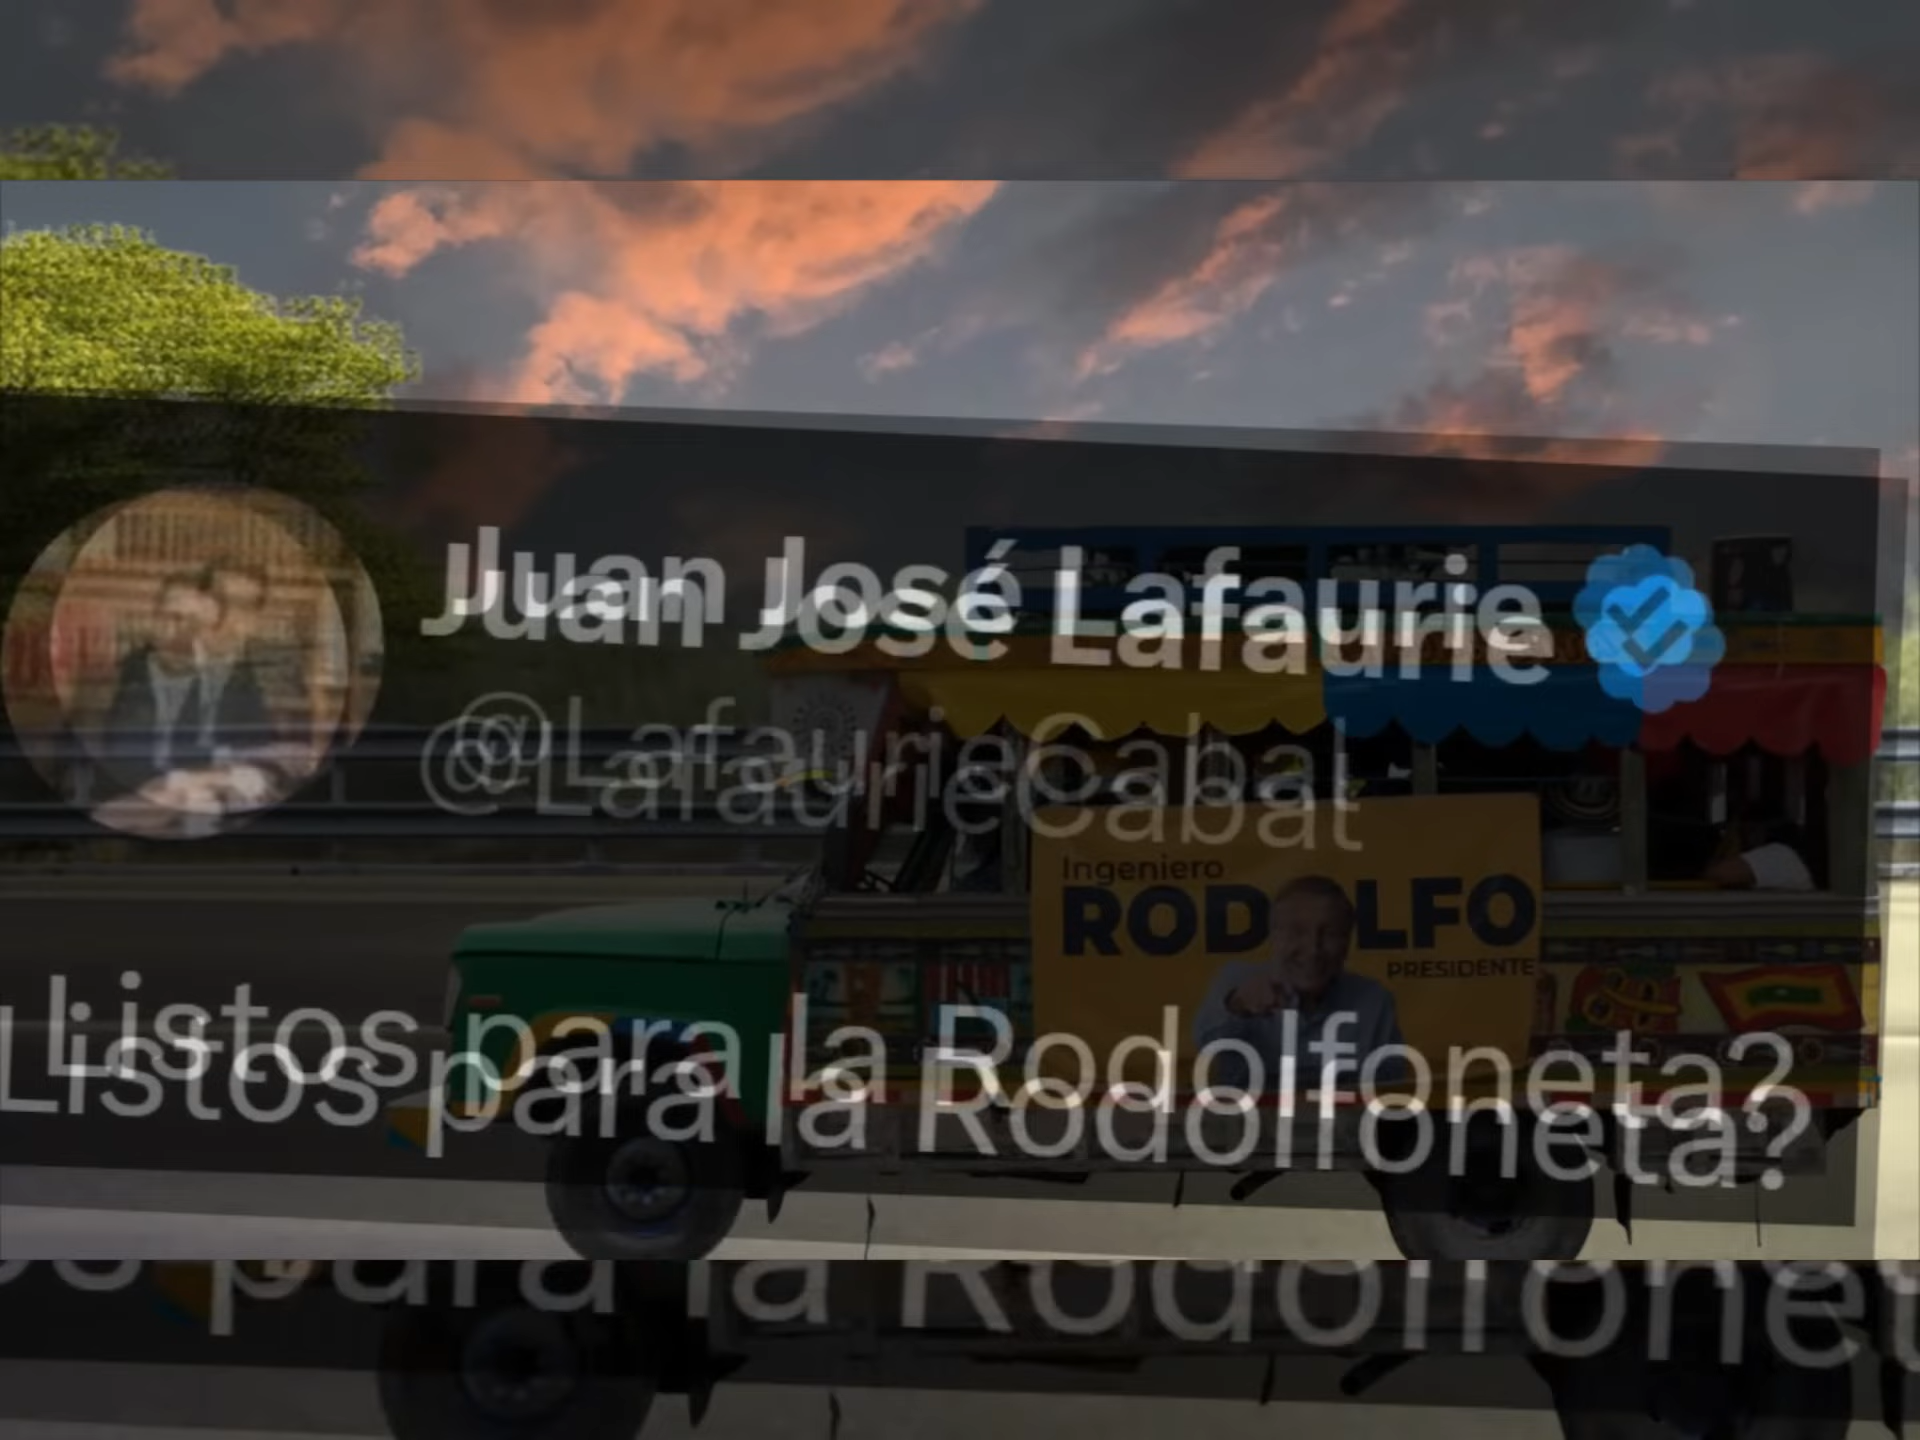 Juan José Lafaurie
@LafaurieCabal
Listos para la Rodolfoneta?
Ingeniero
RODOLFO
PRESIDENTE